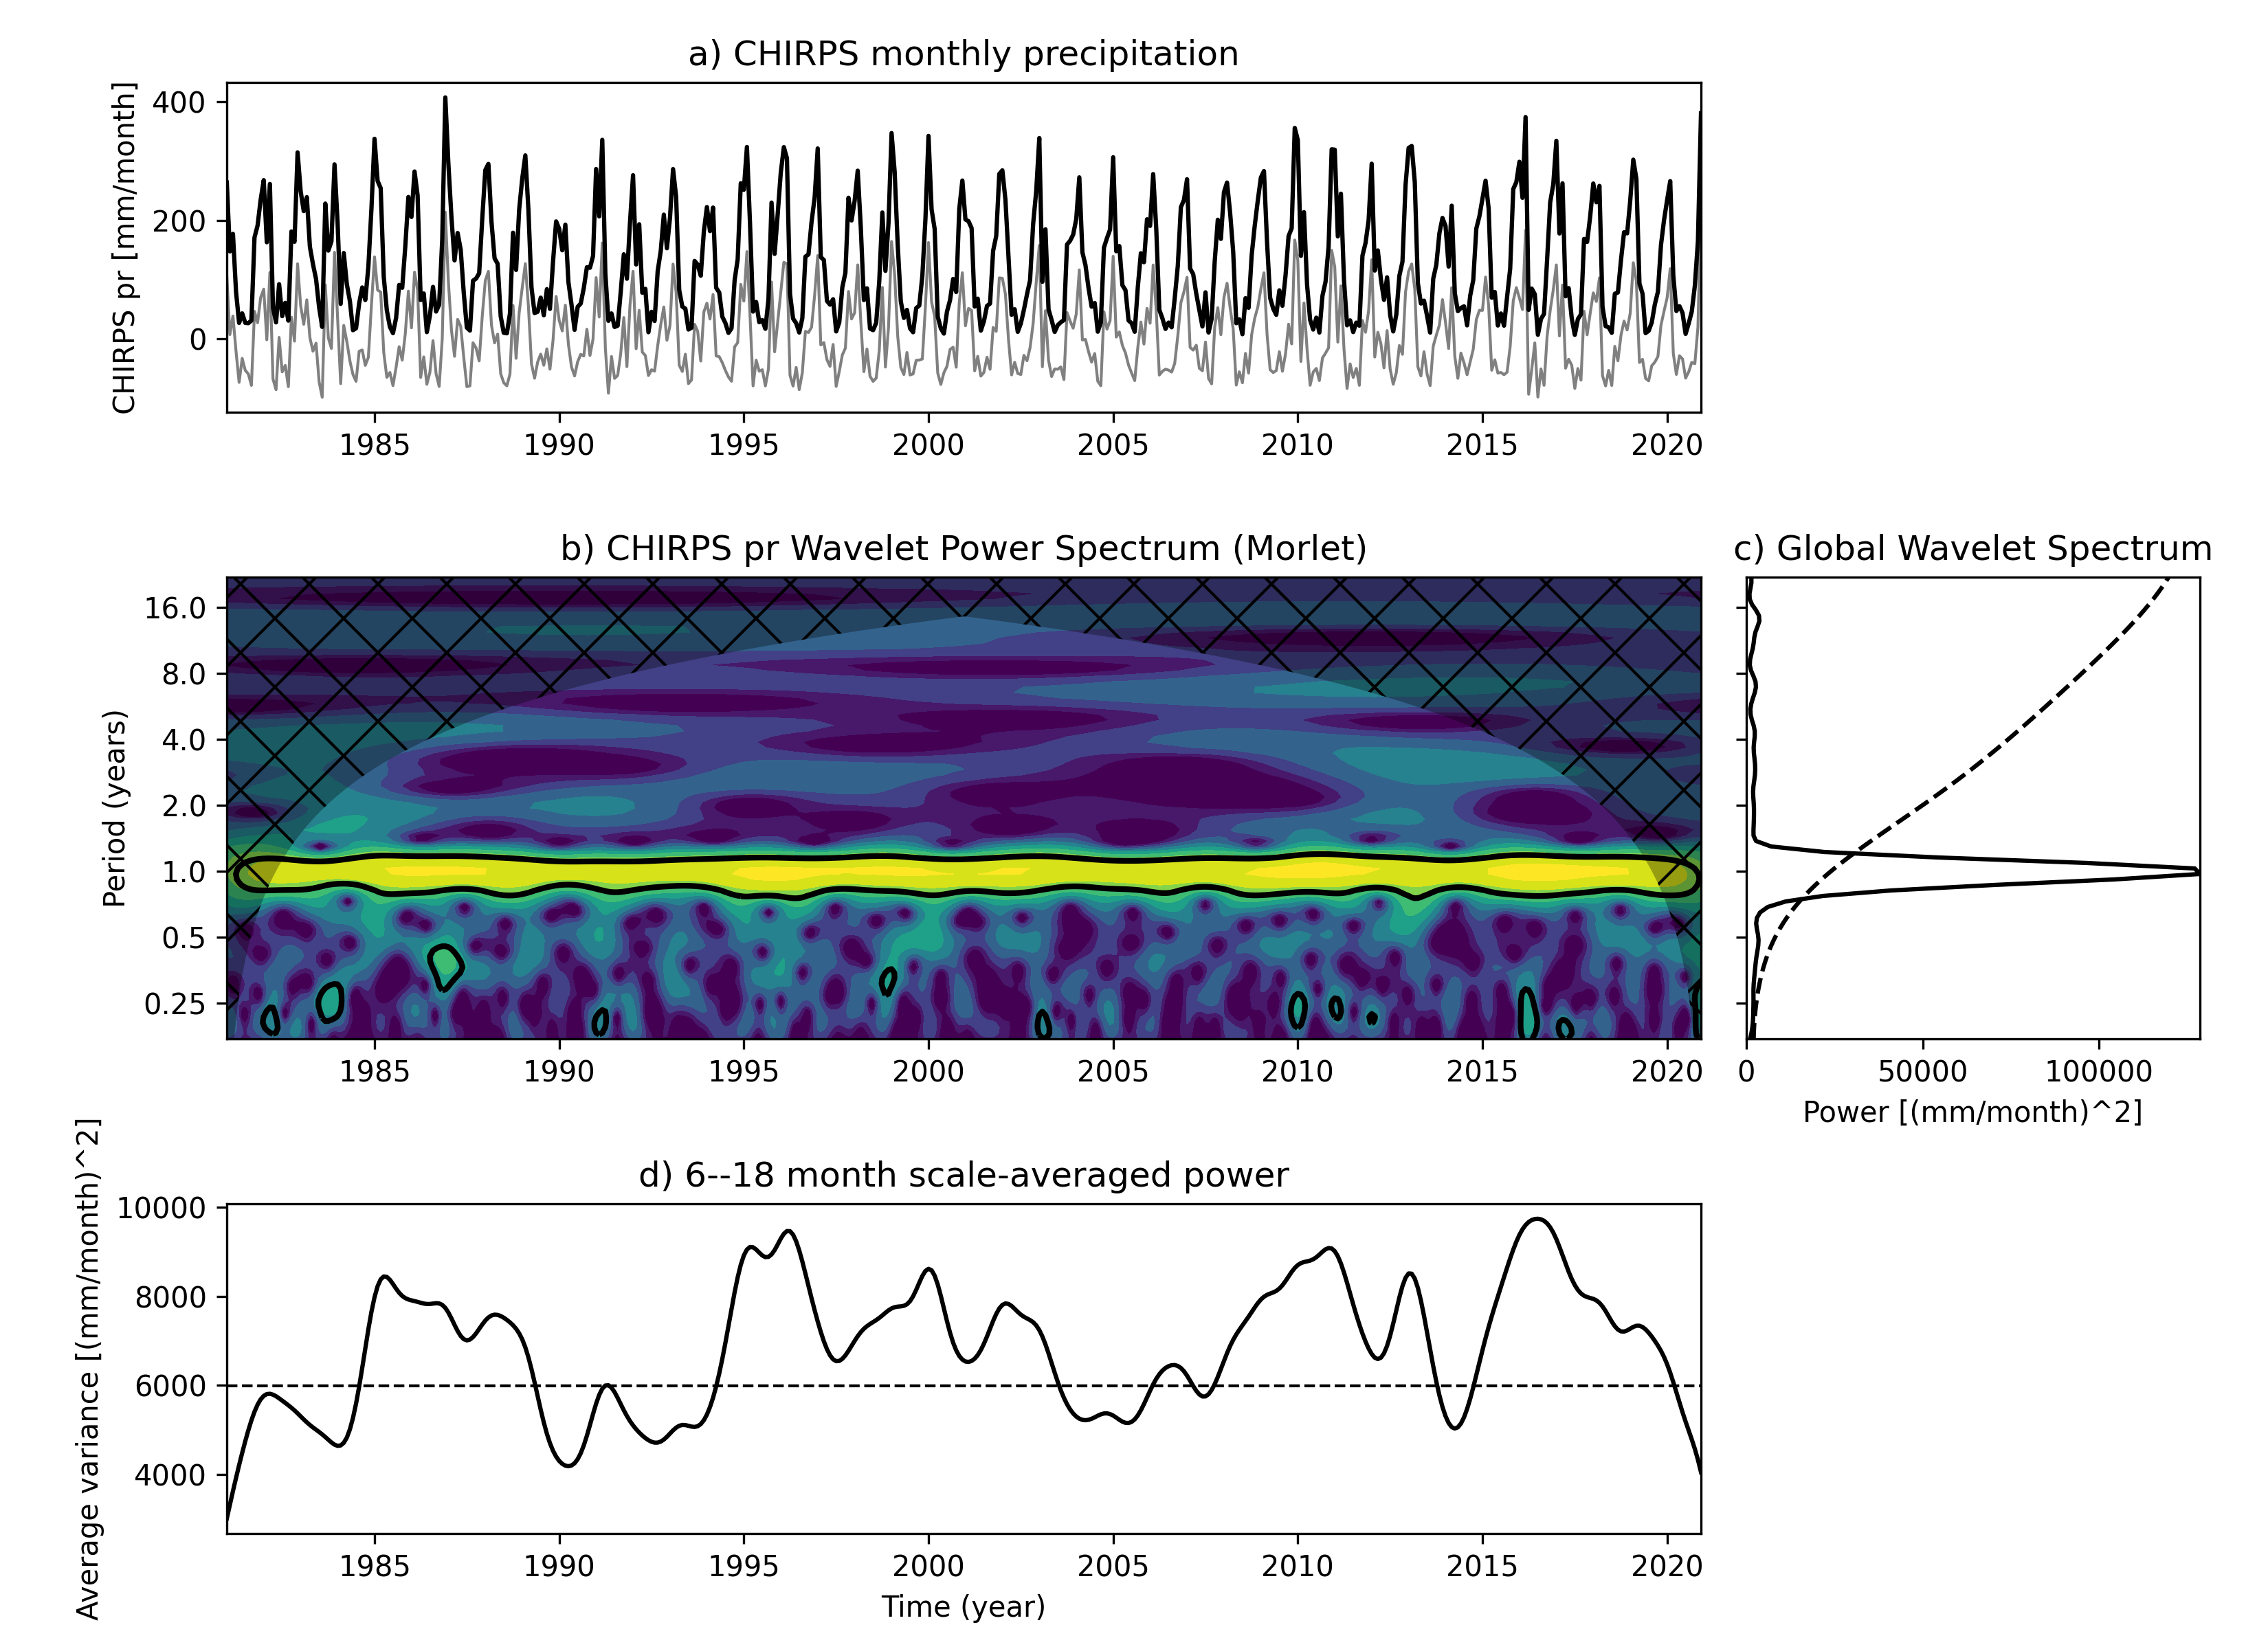 a) CHIRPS monthly precipitation
CHIRPS pr [mm/month]
400
200
0
1985 1990 1995 2000 2005 2010 2015 2020
b) CHIRPS pr Wavelet Power Spectrum (Morlet)
Period (years)
16.0
8.0
4.0
2.0
1.0
0.5
0.25
1985 1990 1995 2000 2005 2010 2015 2020
c) Global Wavelet Spectrum
0 50000 100000
Power [(mm/month)^2]
d) 6--18 month scale-averaged power
Average variance [(mm/month)^2]
10000
8000
6000
4000
1985 1990 1995 2000 2005 2010 2015 2020
Time (year)